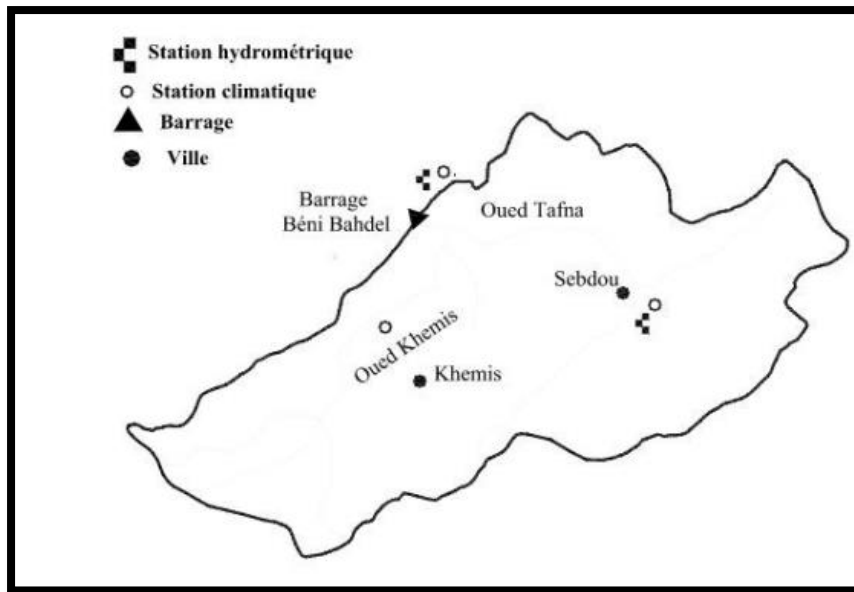 Station hydrométrique
Station climatique
Barrage
Ville
Barrage
Béni Bahdel
Oued Tafna
Sebdou
Oued Khemis
Khemis